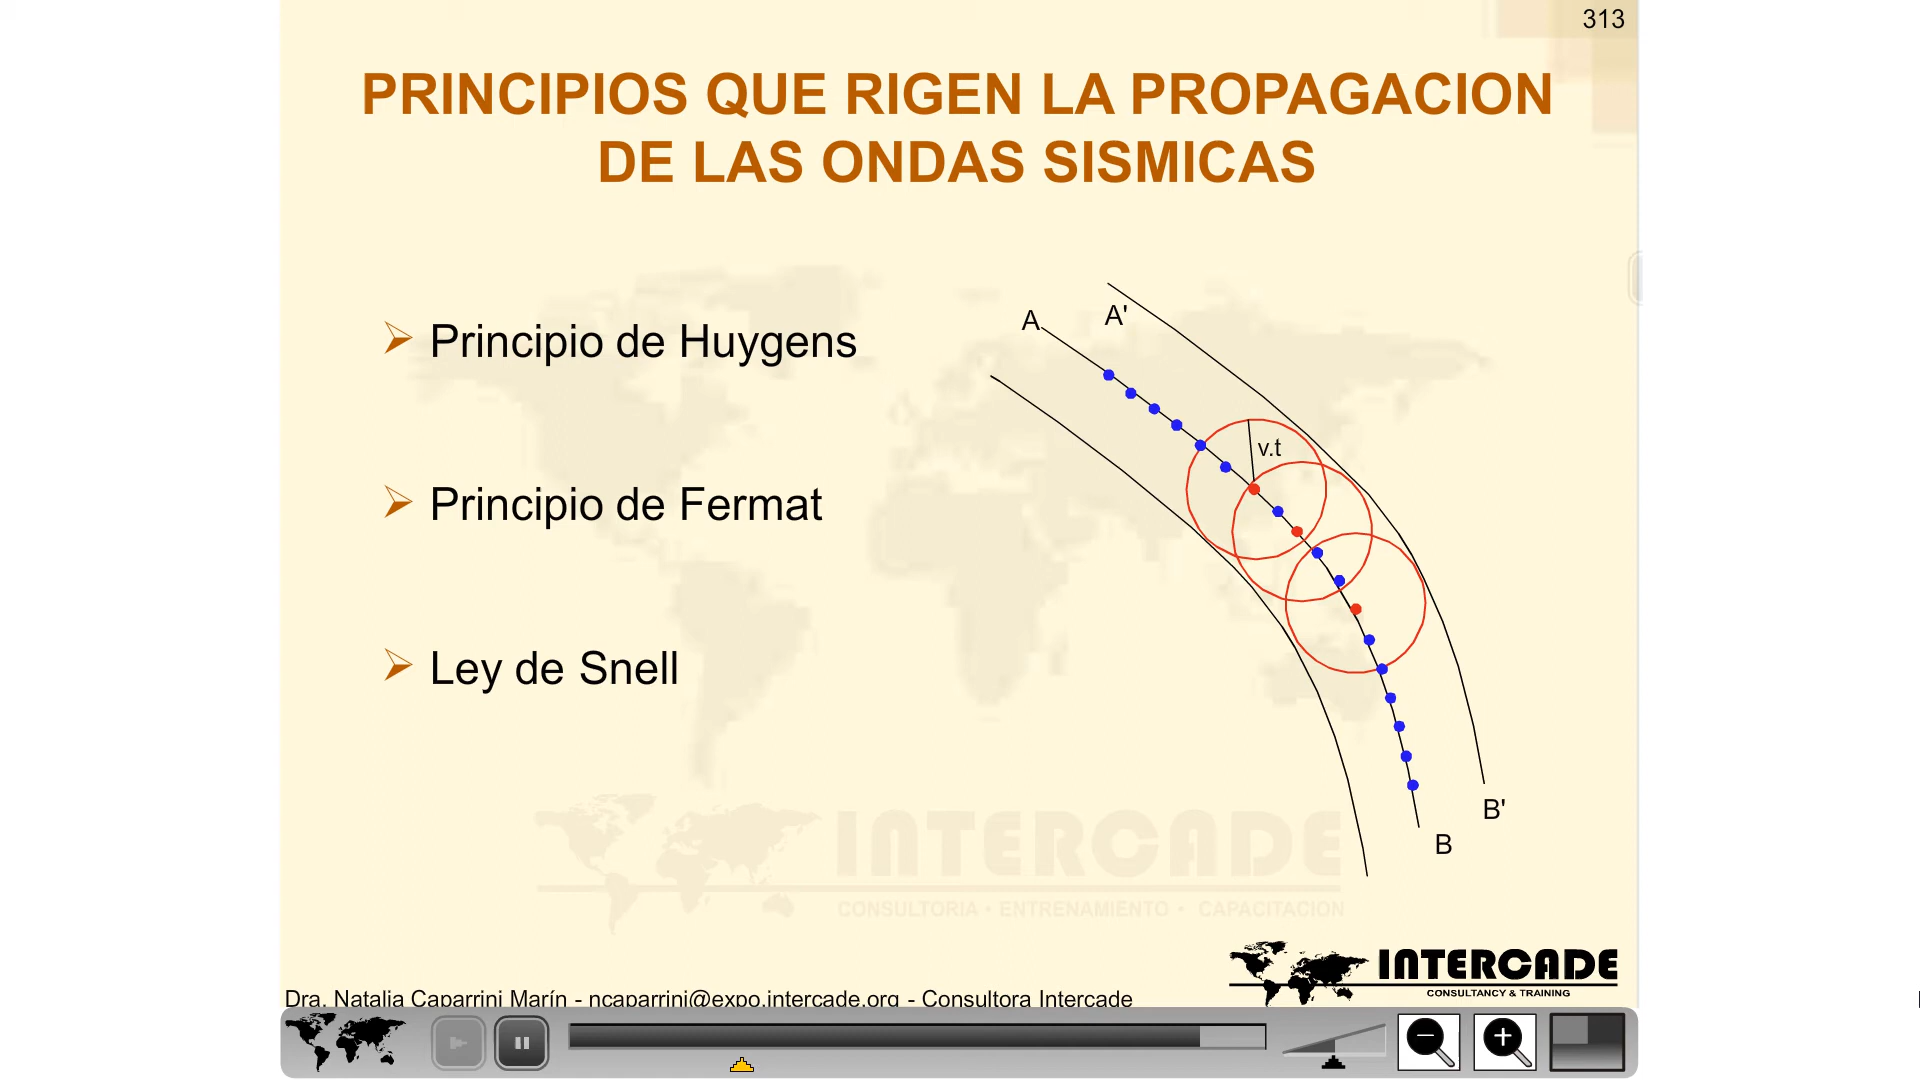 313
PRINCIPIOS QUE RIGEN LA PROPAGACION
DE LAS ONDAS SISMICAS
Principio de Huygens
Principio de Fermat
Ley de Snell
A
A'
v.t
B'
B
INTERCADE
CONSULTORIA • ENTRENAMIENTO • CAPACITACION
INTERCADE
CONSULTANCY & TRAINING
Dra. Natalia Caparrini Marín - ncaparrini@expo.intercade.org - Consultora Intercade